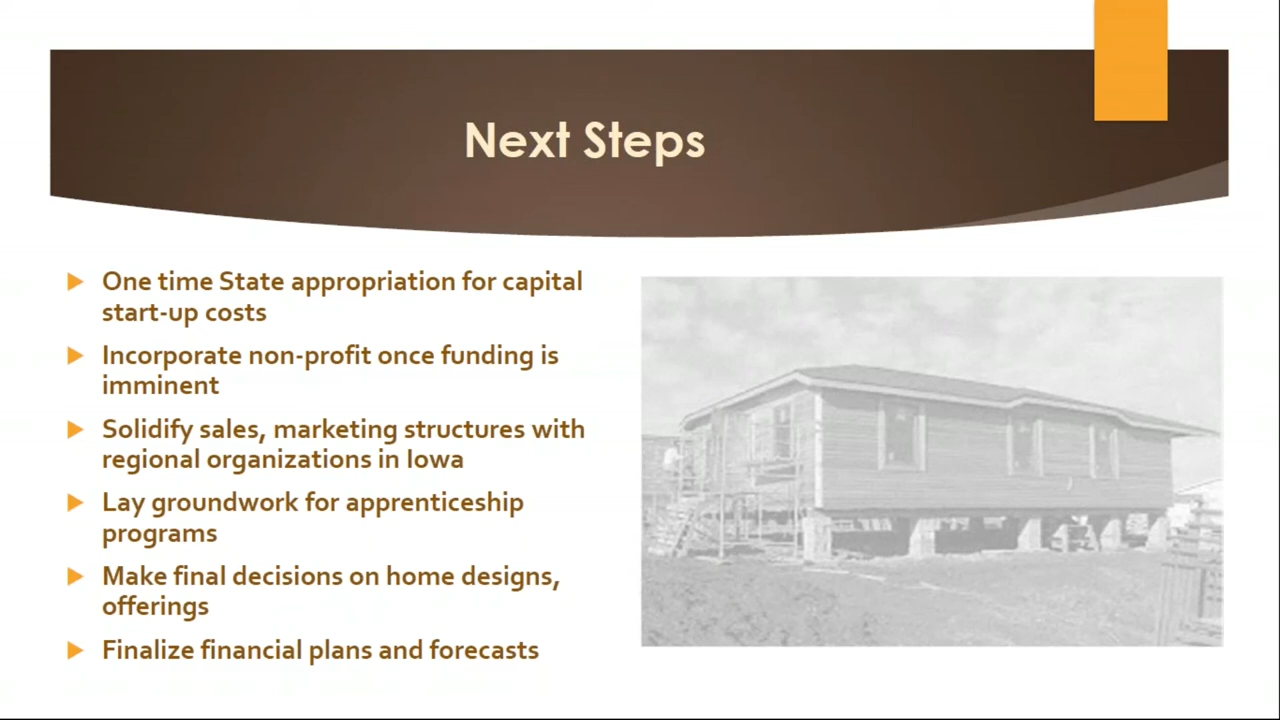 Next Steps
One time State appropriation for capital
start-up costs
Incorporate non-profit once funding is
imminent
Solidify sales, marketing structures with
regional organizations in Iowa
Lay groundwork for apprenticeship
programs
Make final decisions on home designs,
offerings
Finalize financial plans and forecasts